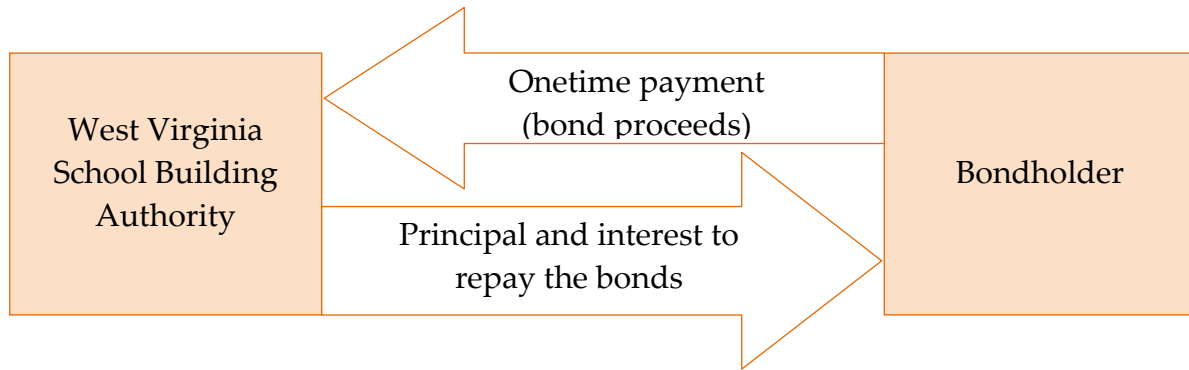 West Virginia
School Building
Authority
Onetime payment
(bond proceeds)
Principal and interest to
repay the bonds
Bondholder